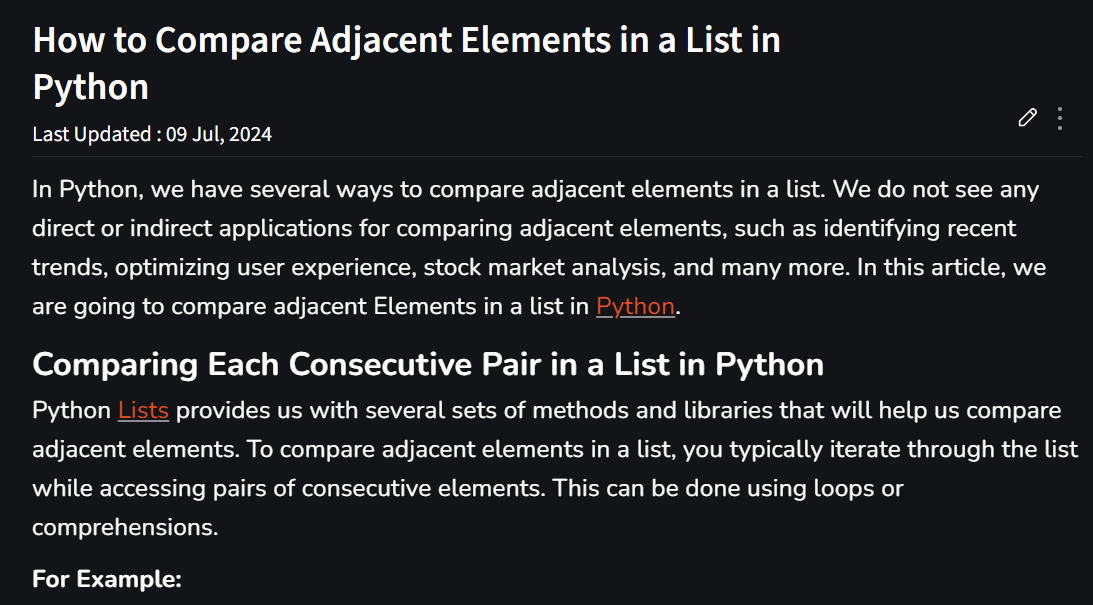 How to Compare Adjacent Elements in a List in
Python
Last Updated : 09 Jul, 2024
In Python, we have several ways to compare adjacent elements in a list. We do not see any
direct or indirect applications for comparing adjacent elements, such as identifying recent
trends, optimizing user experience, stock market analysis, and many more. In this article, we
are going to compare adjacent Elements in a list in Python.
Comparing Each Consecutive Pair in a List in Python
Python Lists provides us with several sets of methods and libraries that will help us compare
adjacent elements. To compare adjacent elements in a list, you typically iterate through the list
while accessing pairs of consecutive elements. This can be done using loops or
comprehensions.
For Example: